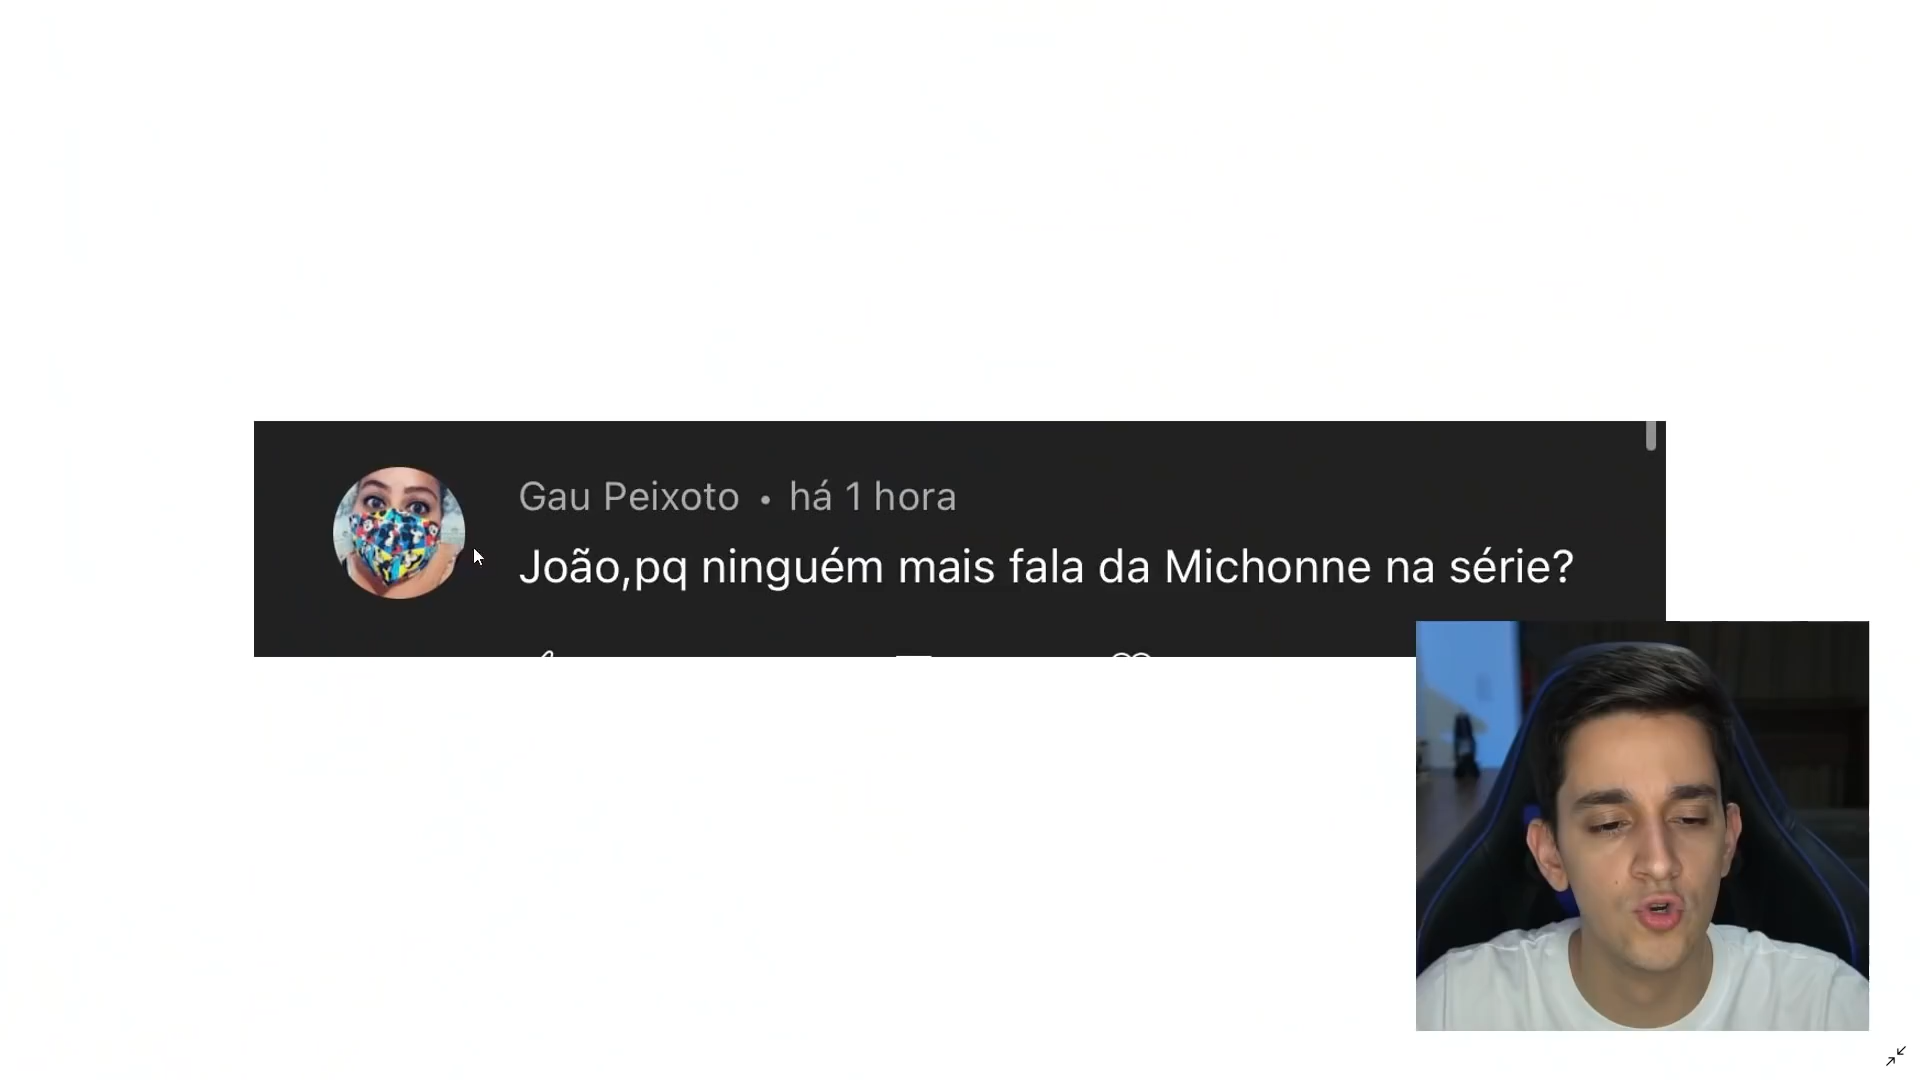 Gau Peixoto • há 1 hora
João,pq ninguém mais fala da Michonne na série?